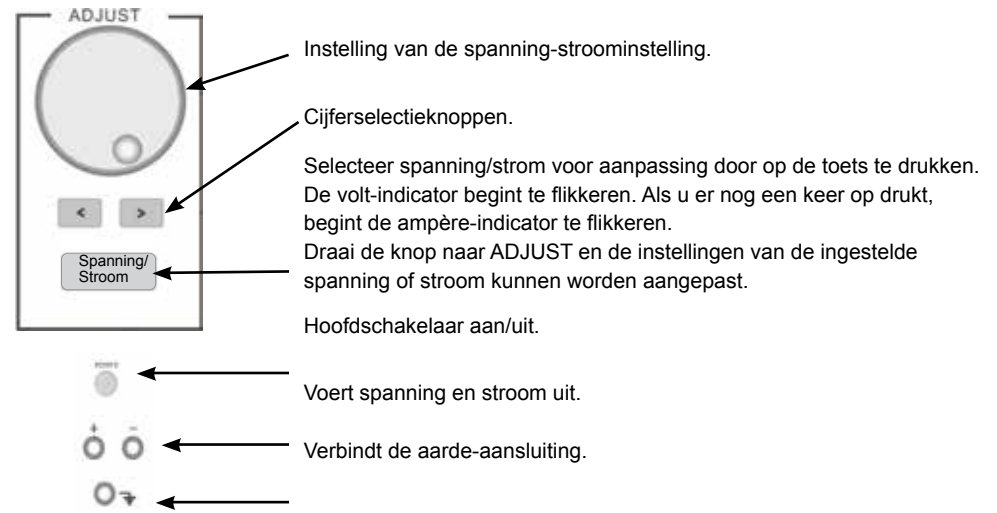 ADJUST
Instelling van de spanning-stroominstelling.
Cijferselectieknoppen.
Selecteer spanning/strom voor aanpassing door op de toets te drukken.
De volt-indicator begint te flikkeren. Als u er nog een keer op drukt,
begint de ampère-indicator te flikkeren.
Draai de knop naar ADJUST en de instellingen van de ingestelde
spanning of stroom kunnen worden aangepast.
< >
Spanning/
Stroom
Hoofdschakelaar aan/uit.
Voert spanning en stroom uit.
+ −
Verbindt de aarde-aansluiting.